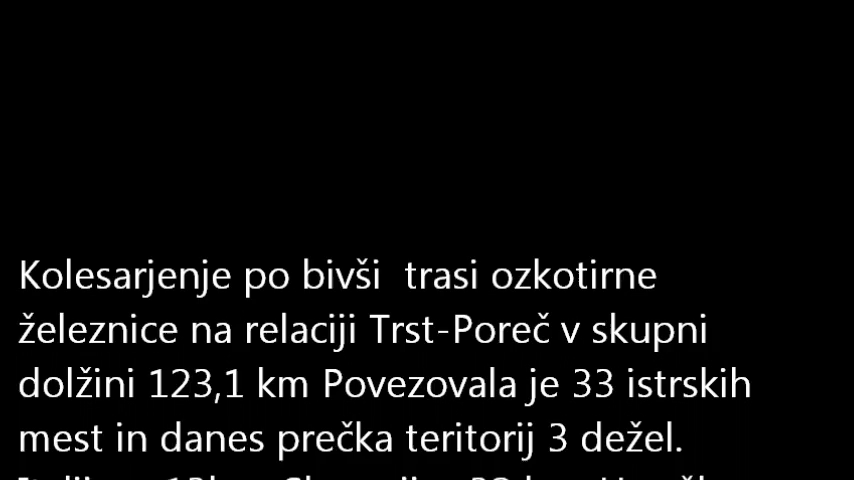 Kolesarjenje po bivši  trasi ozkotirne
železnice na relaciji Trst-Poreč v skupni
dolžini 123,1 km Povezovala je 33 istrskih
mest in danes prečka teritorij 3 dežel.